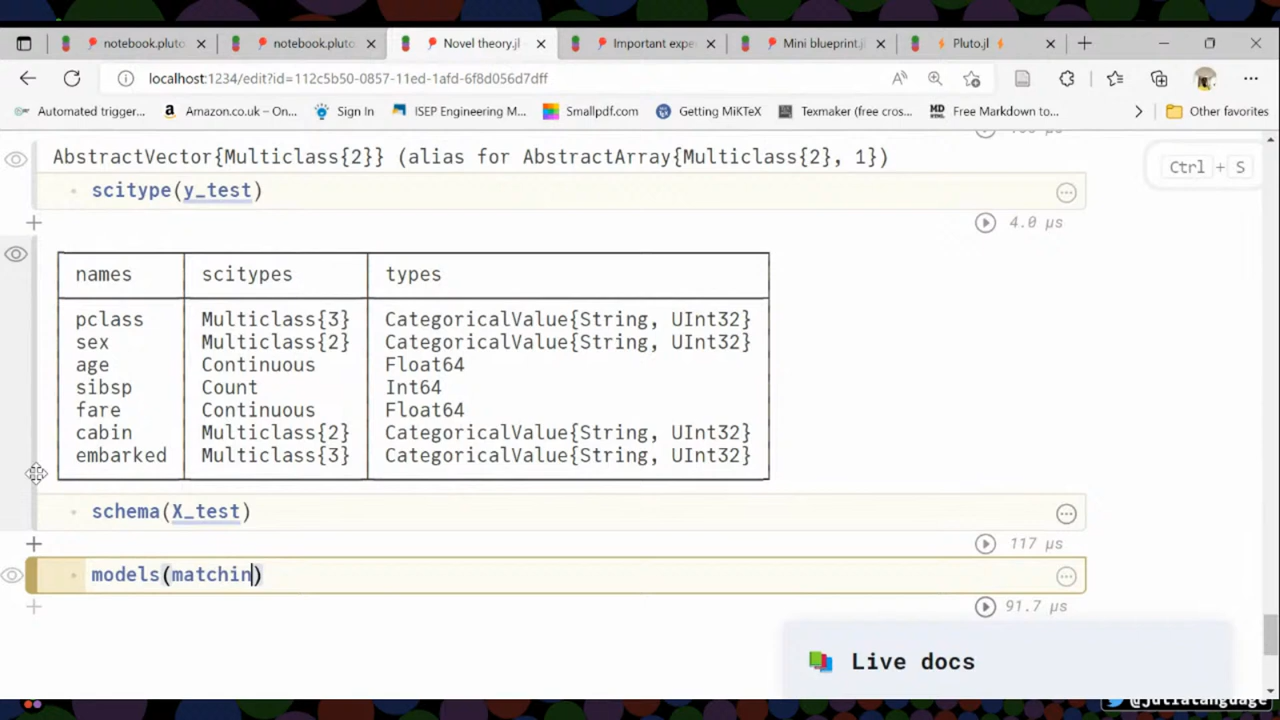 notebook.pluto
notebook.pluto
Novel theory.jl
Important expe
Mini blueprint.jl
Pluto.jl
localhost:1234/edit?id=112c5b50-0857-11ed-1afd-6f8d056d7dff
Automated trigger...
Amazon.co.uk – On...
Sign In
ISEP Engineering M...
Smallpdf.com
Getting MiKTeX
Texmaker (free cros...
Free Markdown to...
Other favorites
AbstractVector{Multiclass{2}} (alias for AbstractArray{Multiclass{2}, 1})
Ctrl + S
scitype(y_test)
4.0 μs
names scitypes types
pclass Multiclass{3} CategoricalValue{String, UInt32}
sex Multiclass{2} CategoricalValue{String, UInt32}
age Continuous Float64
sibsp Count Int64
fare Continuous Float64
cabin Multiclass{2} CategoricalValue{String, UInt32}
embarked Multiclass{3} CategoricalValue{String, UInt32}
schema(X_test)
117 μs
models(matchin)
91.7 μs
Live docs
@julialanguage